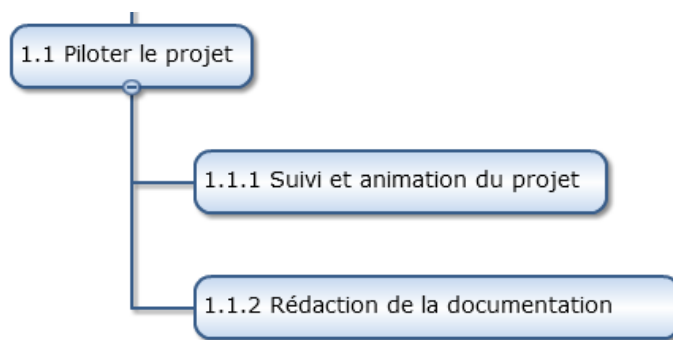 1.1 Piloter le projet
1.1.1 Suivi et animation du projet
1.1.2 Rédaction de la documentation